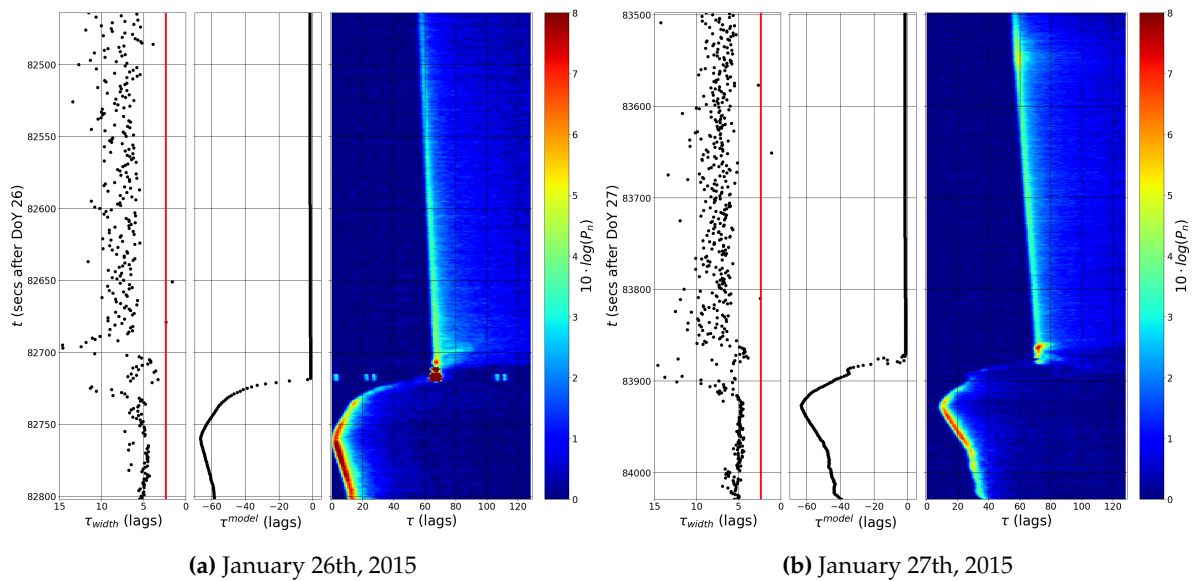 82500
82550
82600
82650
82700
82750
82800
t (secs after DoY 26)
15 10 5
τwidth (lags)
−60 −40 −20 0
τmodel (lags)
0 20 40 60 80 100 120
τ (lags)
8
7
6
5
4
3
2
1
0
10 · log(Pn)
(a) January 26th, 2015
83500
83600
83700
83800
83900
84000
t (secs after DoY 27)
15 10 5
τwidth (lags)
−60 −40 −20 0
τmodel (lags)
0 20 40 60 80 100 120
τ (lags)
8
7
6
5
4
3
2
1
0
10 · log(Pn)
(b) January 27th, 2015